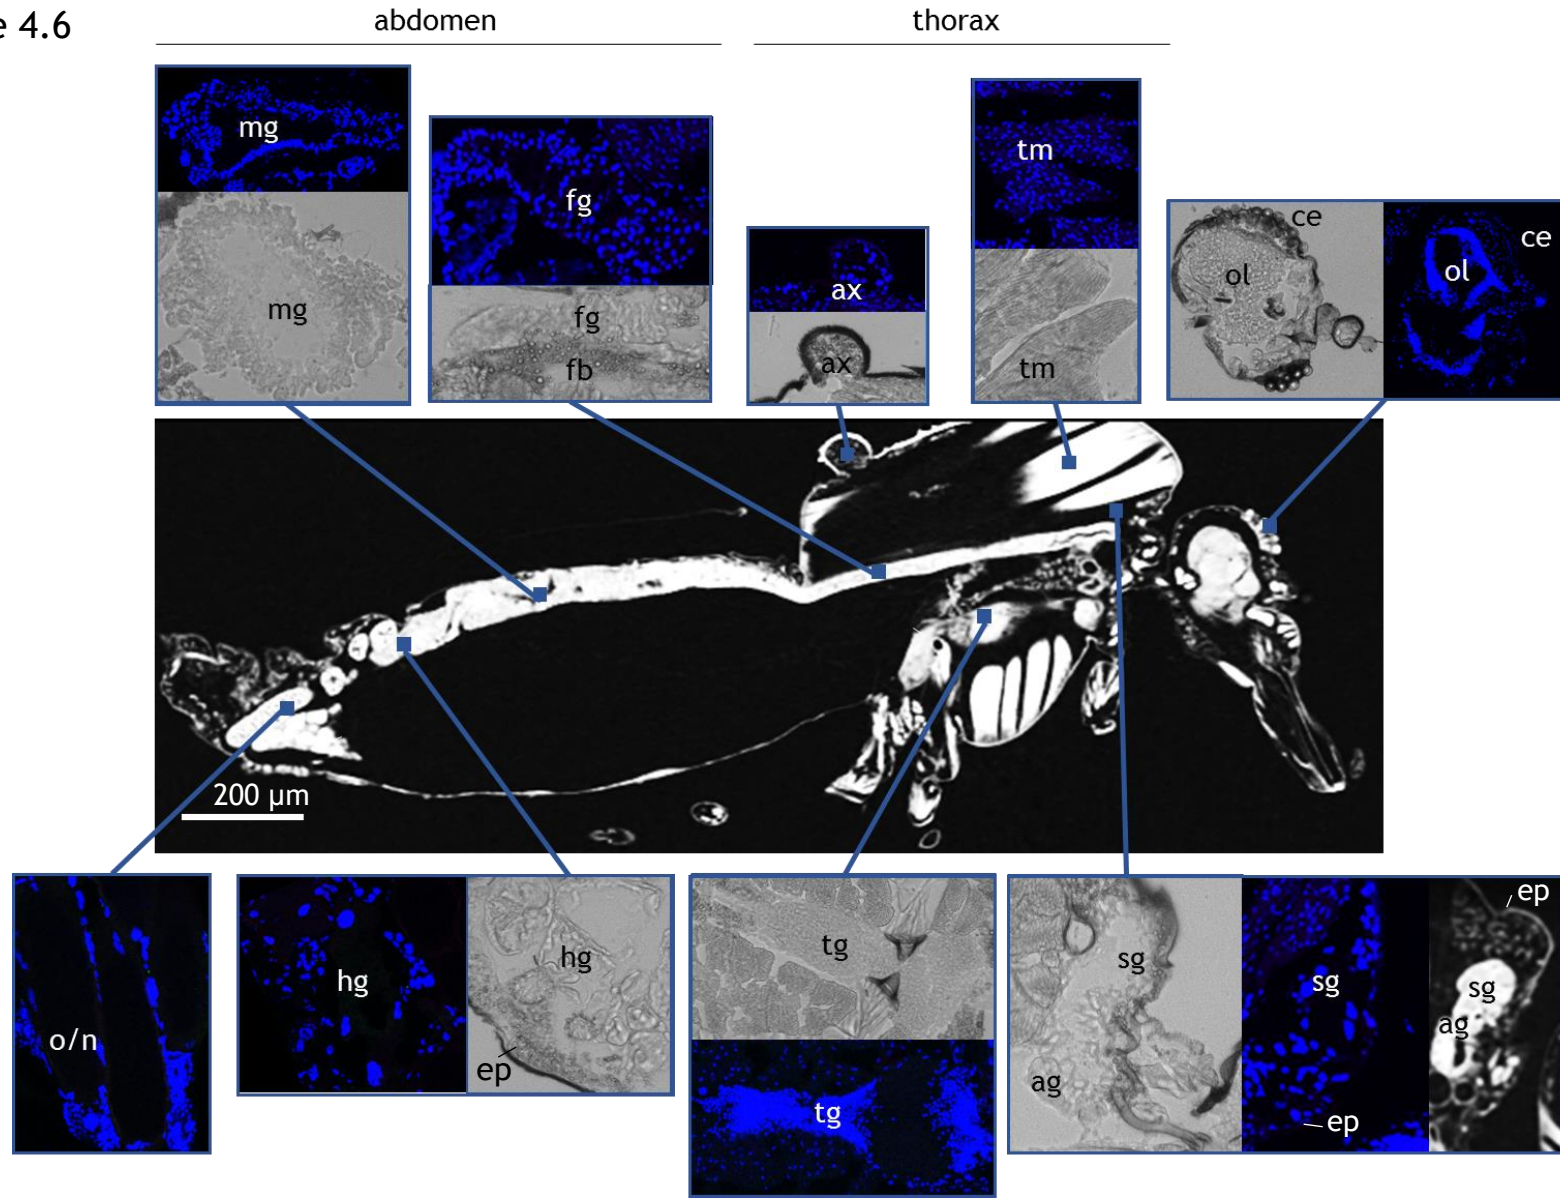 e 4.6
abdomen
thorax
mg
mg
fg
fg
fb
ax
ax
tm
tm
ce
ol
ce
ol
200 µm
o/n
hg
hg
ep
tg
tg
sg
ag
sg
ep
ep
sg
ag